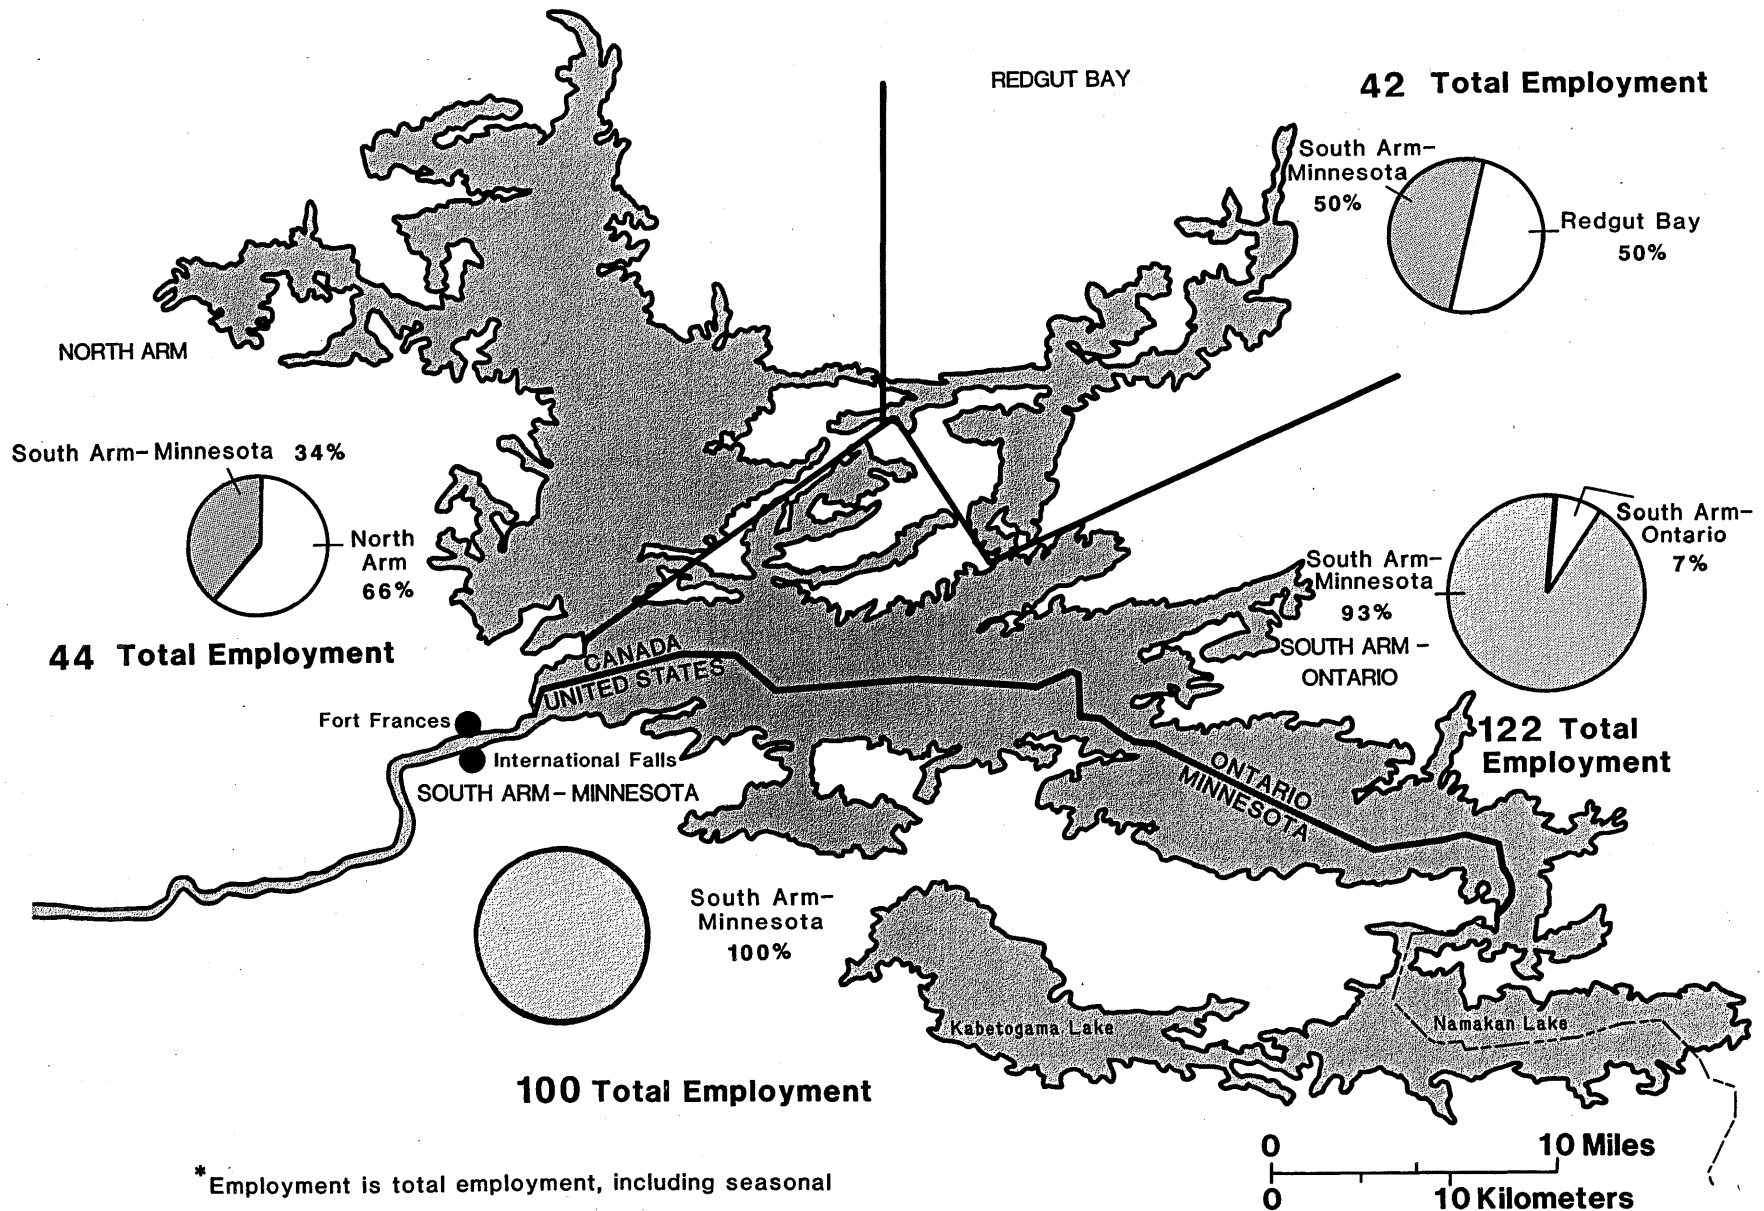 REDGUT BAY
42 Total Employment
South Arm–
Minnesota
50%
Redgut Bay
50%
NORTH ARM
South Arm–Minnesota 34%
North
Arm
66%
44 Total Employment
South Arm–
Ontario
7%
South Arm–
Minnesota
93%
SOUTH ARM –
ONTARIO
122 Total
Employment
CANADA
UNITED STATES
Fort Frances
International Falls
SOUTH ARM – MINNESOTA
ONTARIO
MINNESOTA
South Arm–
Minnesota
100%
100 Total Employment
Kabetogama Lake
Namakan Lake
0 10 Miles
0 10 Kilometers
*Employment is total employment, including seasonal